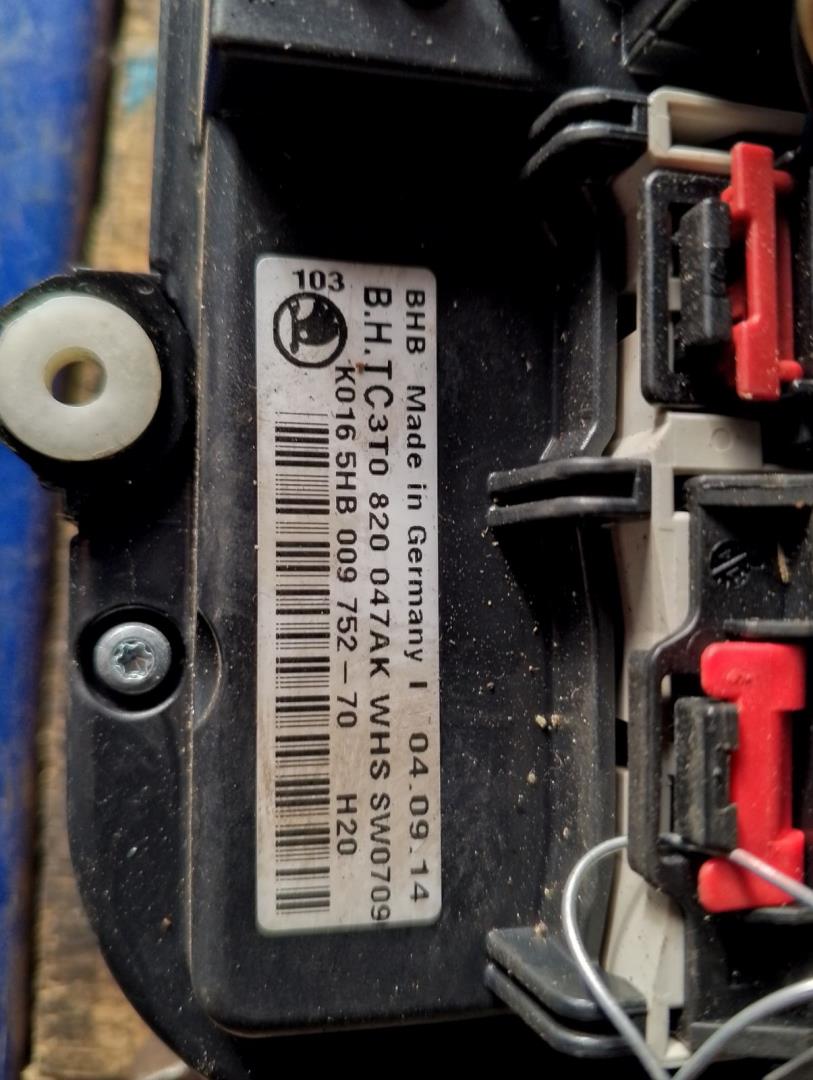 BHB Made in Germany I 04.09.14
B.H.TC3T0 820 047AK WHS SW0709
103
K016 5HB 009 752-70 H20